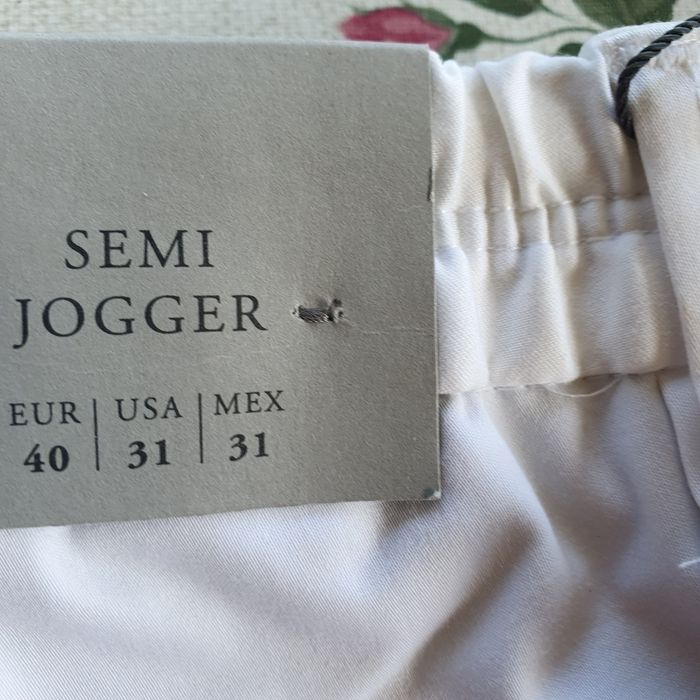 SEMI
JOGGER
EUR | USA | MEX
40 | 31 | 31